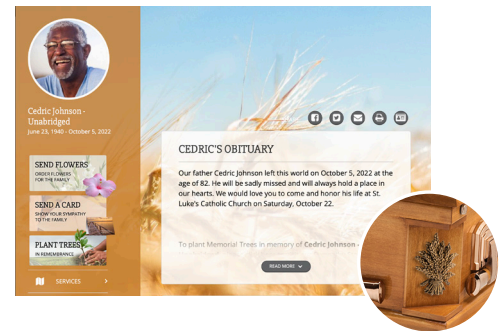 Cedric Johnson -
Unabridged
June 23, 1940 - October 5, 2022
SEND FLOWERS
ORDER FLOWERS
FOR THE FAMILY
SEND A CARD
SHOW YOUR SYMPATHY
TO THE FAMILY
PLANT TREES
IN REMEMBRANCE
SERVICES
CEDRIC'S OBITUARY
Our father Cedric Johnson left this world on October 5, 2022 at the
age of 82. He will be sadly missed and will always hold a place in
our hearts. We would love you to come and honor his life at St.
Luke's Catholic Church on Saturday, October 22.
To plant Memorial Trees in memory of Cedric Johnson -
READ MORE